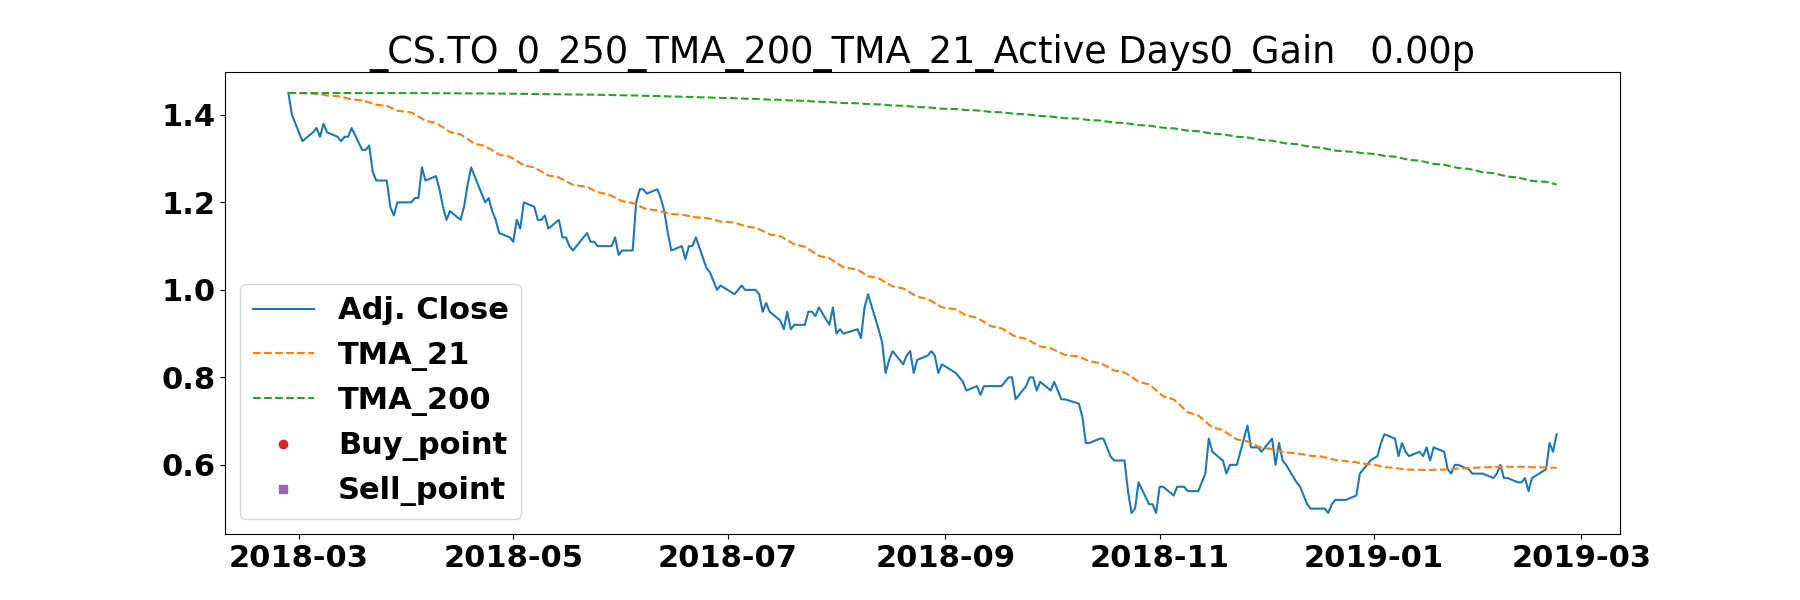 _CS.TO_0_250_TMA_200_TMA_21_Active Days0_Gain   0.00p
1.4
1.2
1.0
0.8
0.6
Adj. Close
TMA_21
TMA_200
Buy_point
Sell_point
2018-03 2018-05 2018-07 2018-09 2018-11 2019-01 2019-03